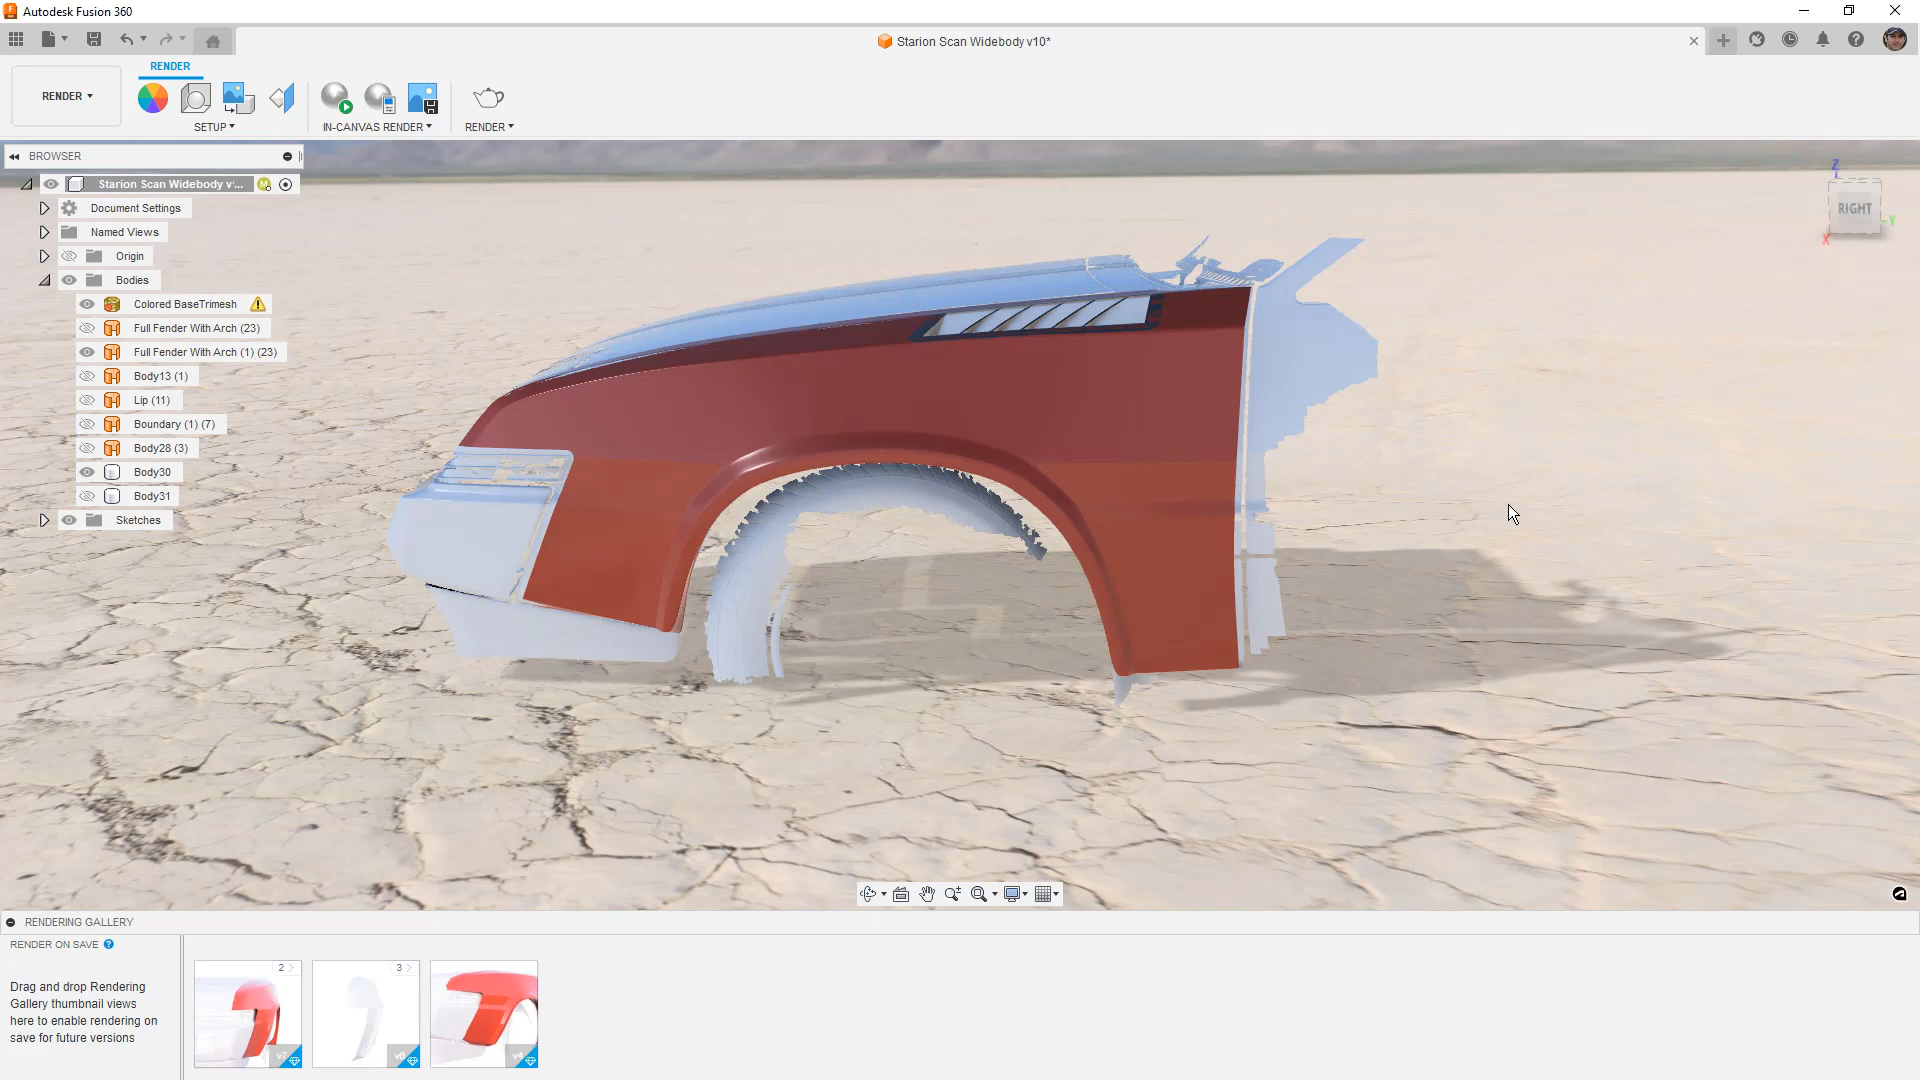 Autodesk Fusion 360
Starion Scan Widebody v10*
RENDER
RENDER
SETUP
IN-CANVAS RENDER
RENDER
BROWSER
Starion Scan Widebody v...
M
Document Settings
Named Views
Origin
Bodies
Colored BaseTrimesh
Full Fender With Arch (23)
Full Fender With Arch (1) (23)
Body13 (1)
Lip (11)
Boundary (1) (7)
Body28 (3)
Body30
Body31
Sketches
Z
RIGHT
Y
X
RENDERING GALLERY
RENDER ON SAVE
Drag and drop Rendering
Gallery thumbnail views
here to enable rendering on
save for future versions
2
v7
3
v6
v4